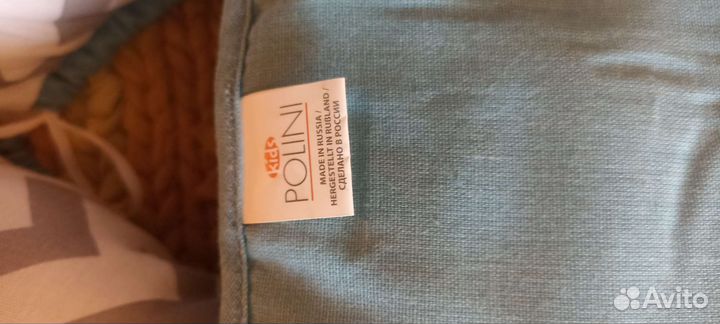 kids
POLINI
MADE IN RUSSIA /
HERGESTELLT IN RUßLAND /
СДЕЛАНО В РОССИИ
Avito